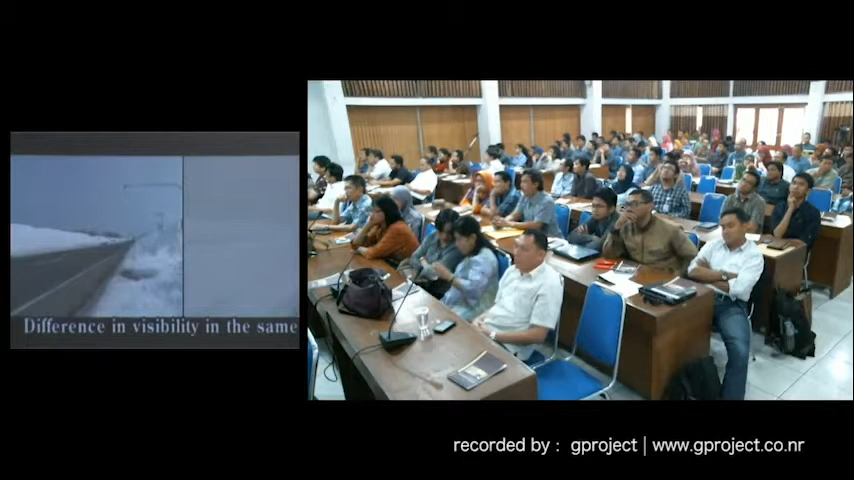 Difference in visibility in the same
recorded by : gproject | www.gproject.co.nr